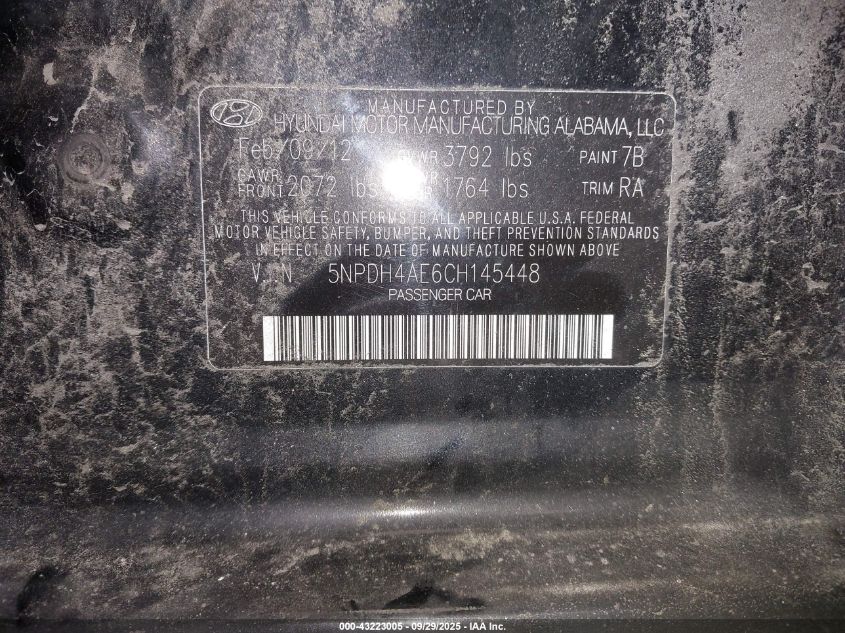 MANUFACTURED BY
HYUNDAI MOTOR MANUFACTURING ALABAMA, LLC
Feb/09/12 GVWR 3792 lbs PAINT 7B
GAWR
FRONT 2072 lbs 1764 lbs TRIM RA
THIS VEHICLE CONFORMS TO ALL APPLICABLE U.S.A. FEDERAL
MOTOR VEHICLE SAFETY, BUMPER, AND THEFT PREVENTION STANDARDS
IN EFFECT ON THE DATE OF MANUFACTURE SHOWN ABOVE
V.I.N 5NPDH4AE6CH145448
PASSENGER CAR
000-43223005 - 09/29/2025 - IAA Inc.